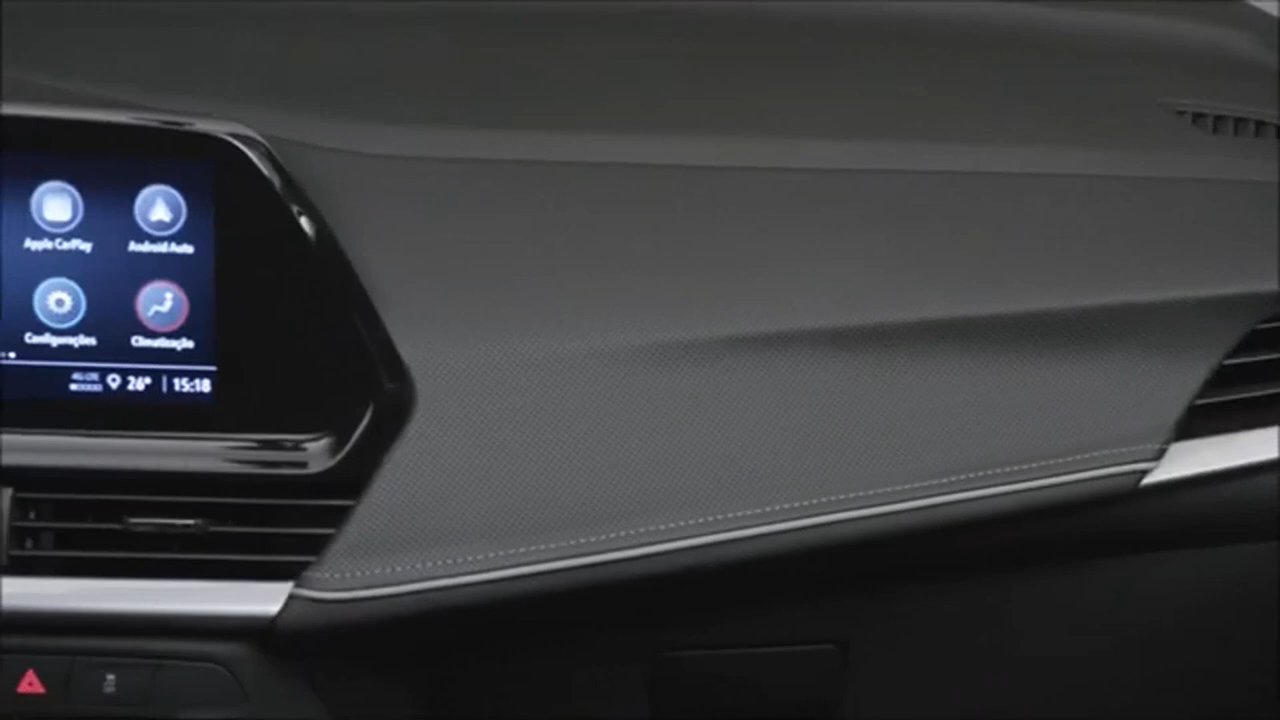 Apple CarPlay
Android Auto
Configurações
Climatização
4G LTE
26° 15:18